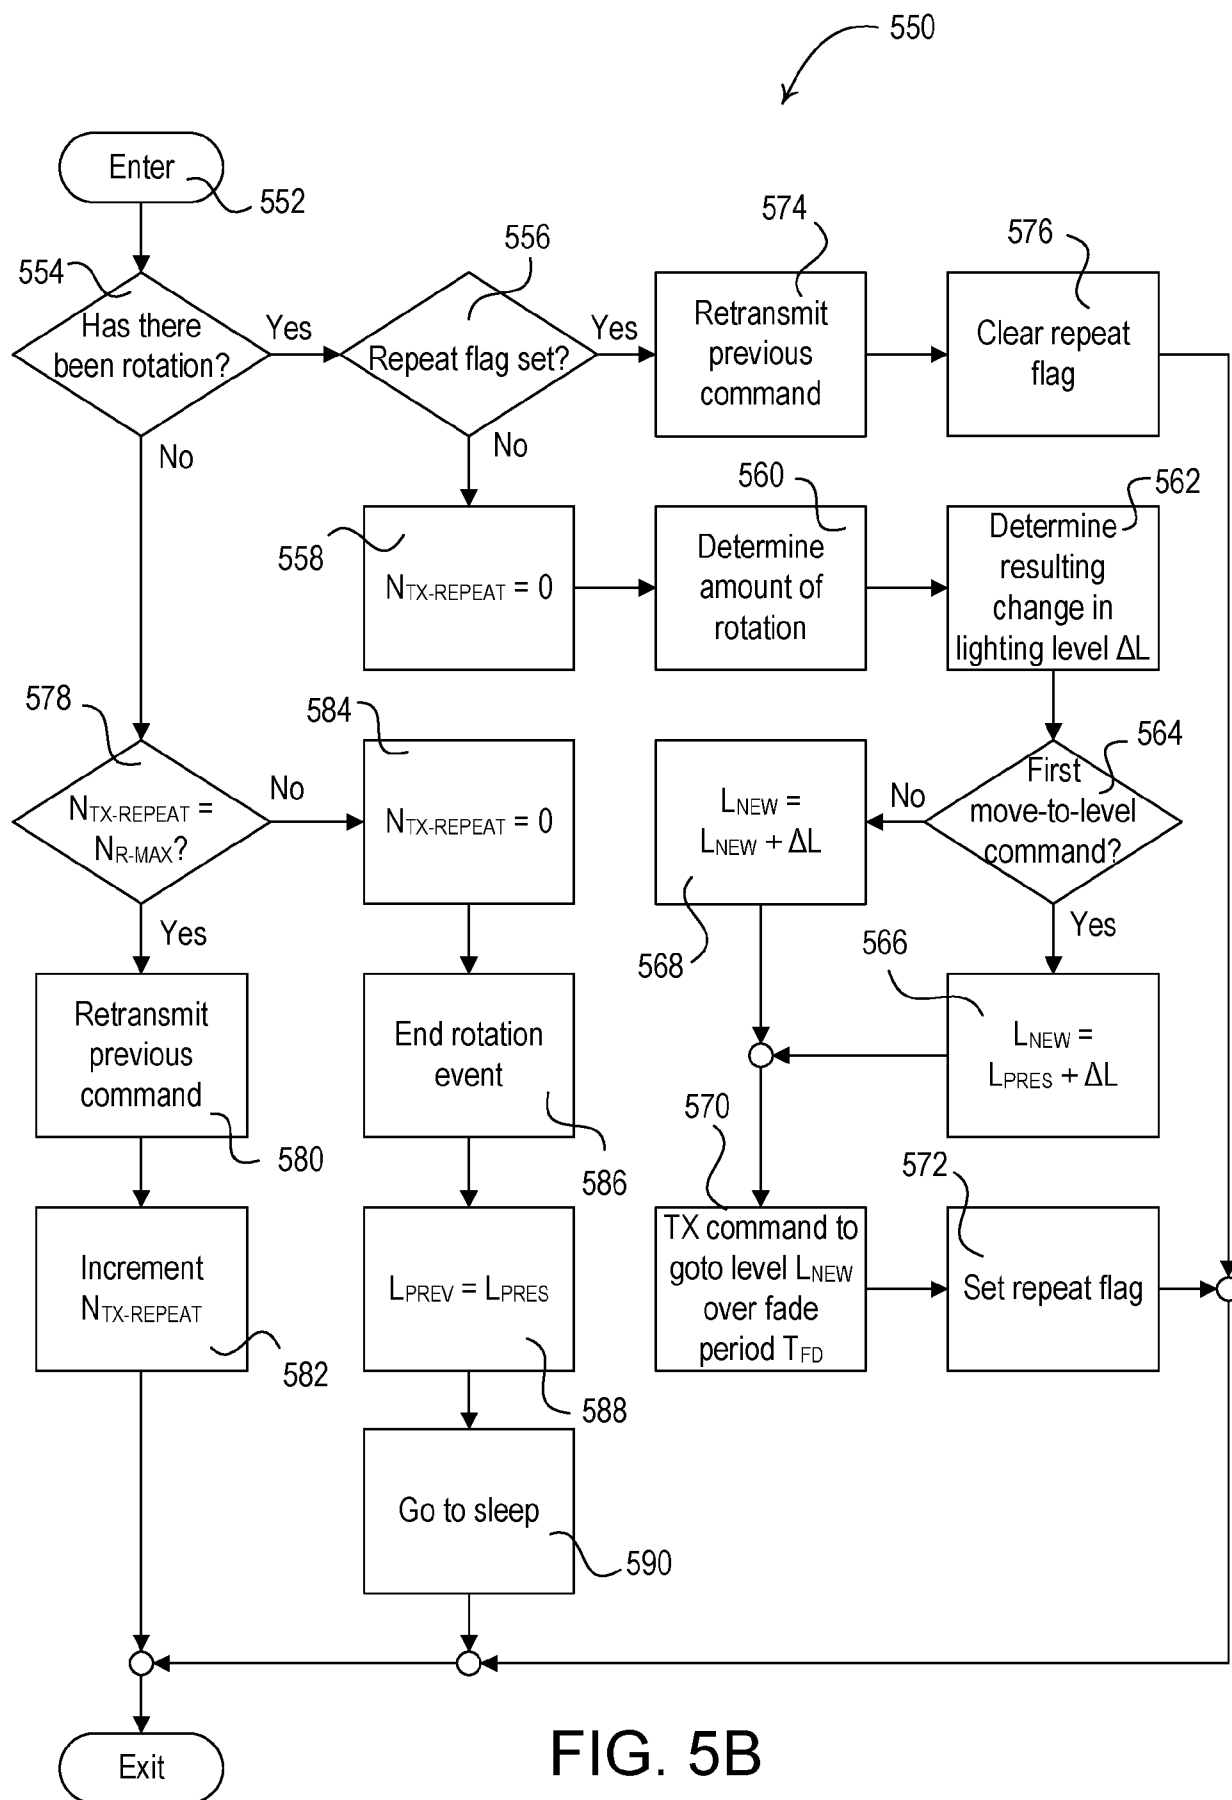 550
Enter
552
554
Has there
been rotation?
Yes
No
556
Repeat flag set?
Yes
No
574
Retransmit
previous
command
576
Clear repeat
flag
558
NTX-REPEAT = 0
560
Determine
amount of
rotation
562
Determine
resulting
change in
lighting level ΔL
578
NTX-REPEAT =
NR-MAX?
No
Yes
584
NTX-REPEAT = 0
LNEW =
LNEW + ΔL
568
No
564
First
move-to-level
command?
Yes
566
LNEW =
LPRES + ΔL
Retransmit
previous
command
580
End rotation
event
586
570
TX command to
goto level LNEW
over fade
period TFD
572
Set repeat flag
Increment
NTX-REPEAT
582
LPREV = LPRES
588
Go to sleep
590
Exit
FIG. 5B